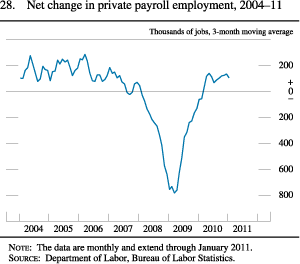 28. Net change in private payroll employment, 2004–11
Thousands of jobs, 3-month moving average
200
+
0
–
200
400
600
800
2004 2005 2006 2007 2008 2009 2010 2011
NOTE: The data are monthly and extend through January 2011.
SOURCE: Department of Labor, Bureau of Labor Statistics.